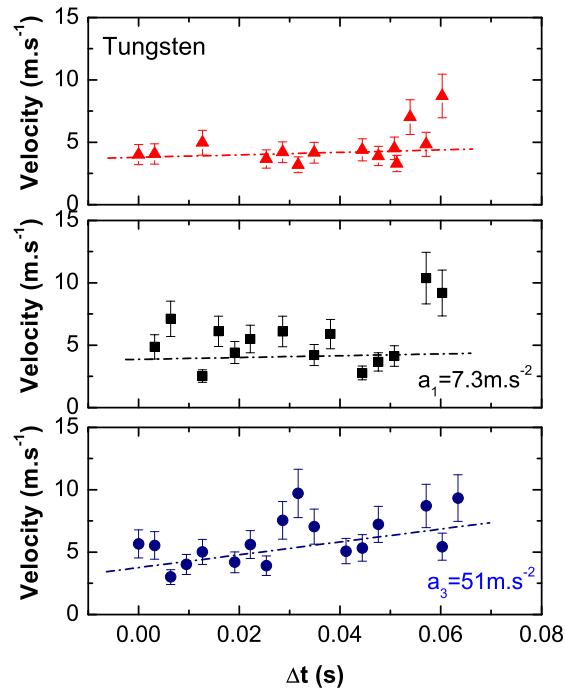 15
Tungsten
10
5
0
Velocity (m.s⁻¹)
15
10
5
0
Velocity (m.s⁻¹)
a₁=7.3m.s⁻²
15
10
5
0
Velocity (m.s⁻¹)
a₃=51m.s⁻²
0.00 0.02 0.04 0.06 0.08
Δt (s)